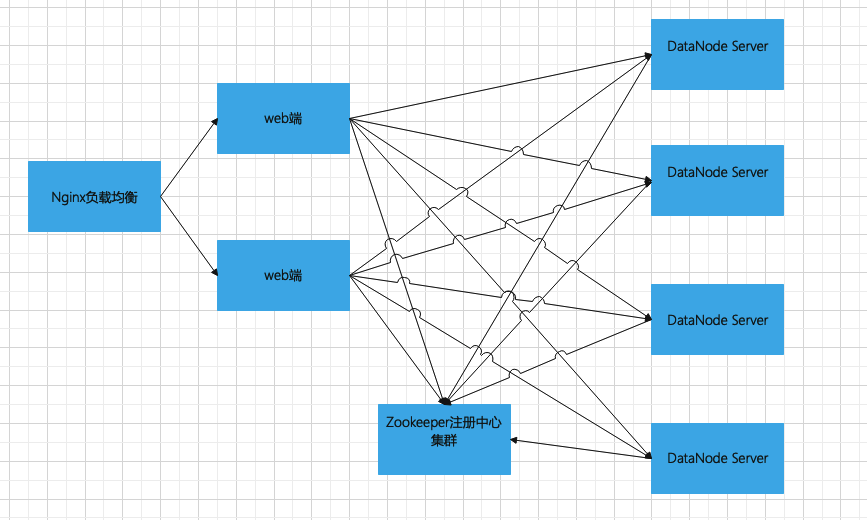 DataNode Server
web端
DataNode Server
Nginx负载均衡
web端
DataNode Server
Zookeeper注册中心
集群
DataNode Server